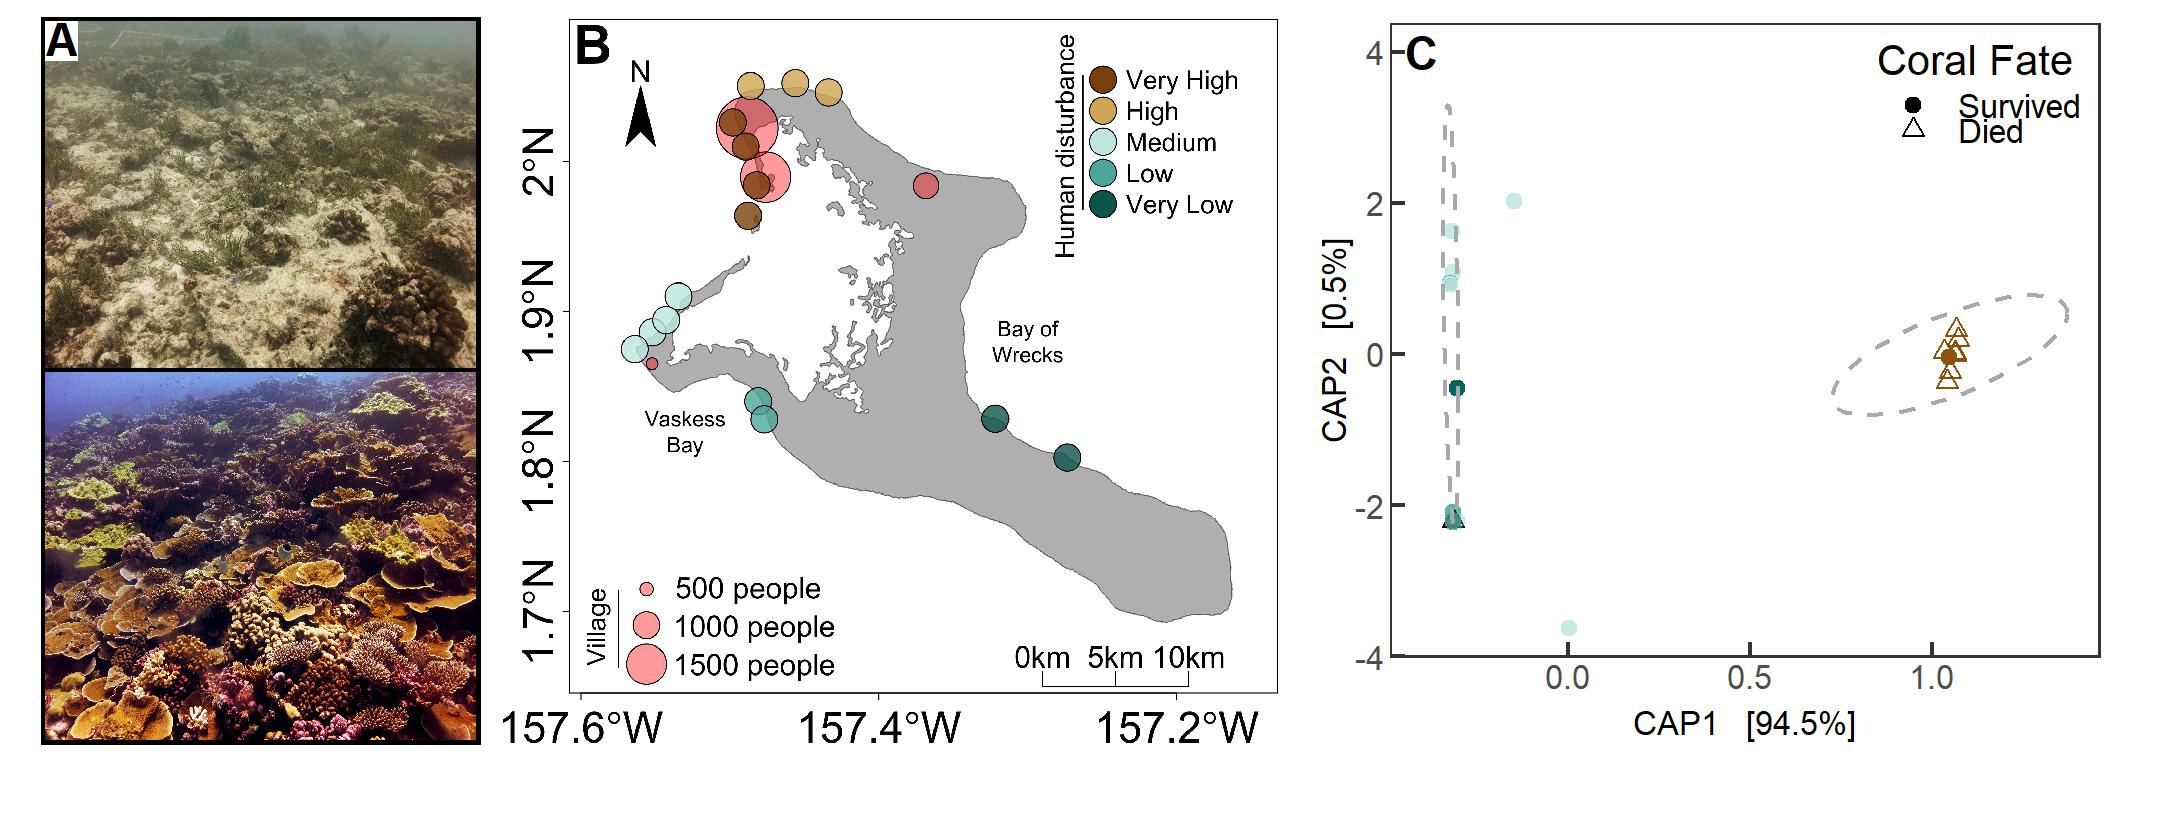 A
B
N
Human disturbance
Very High
High
Medium
Low
Very Low
2°N
1.9°N
1.8°N
1.7°N
Bay of
Wrecks
Vaskess
Bay
Village
500 people
1000 people
1500 people
0km 5km 10km
157.6°W 157.4°W 157.2°W
C
Coral Fate
Survived
Died
4
2
0
-2
-4
CAP2 [0.5%]
0.0 0.5 1.0
CAP1 [94.5%]